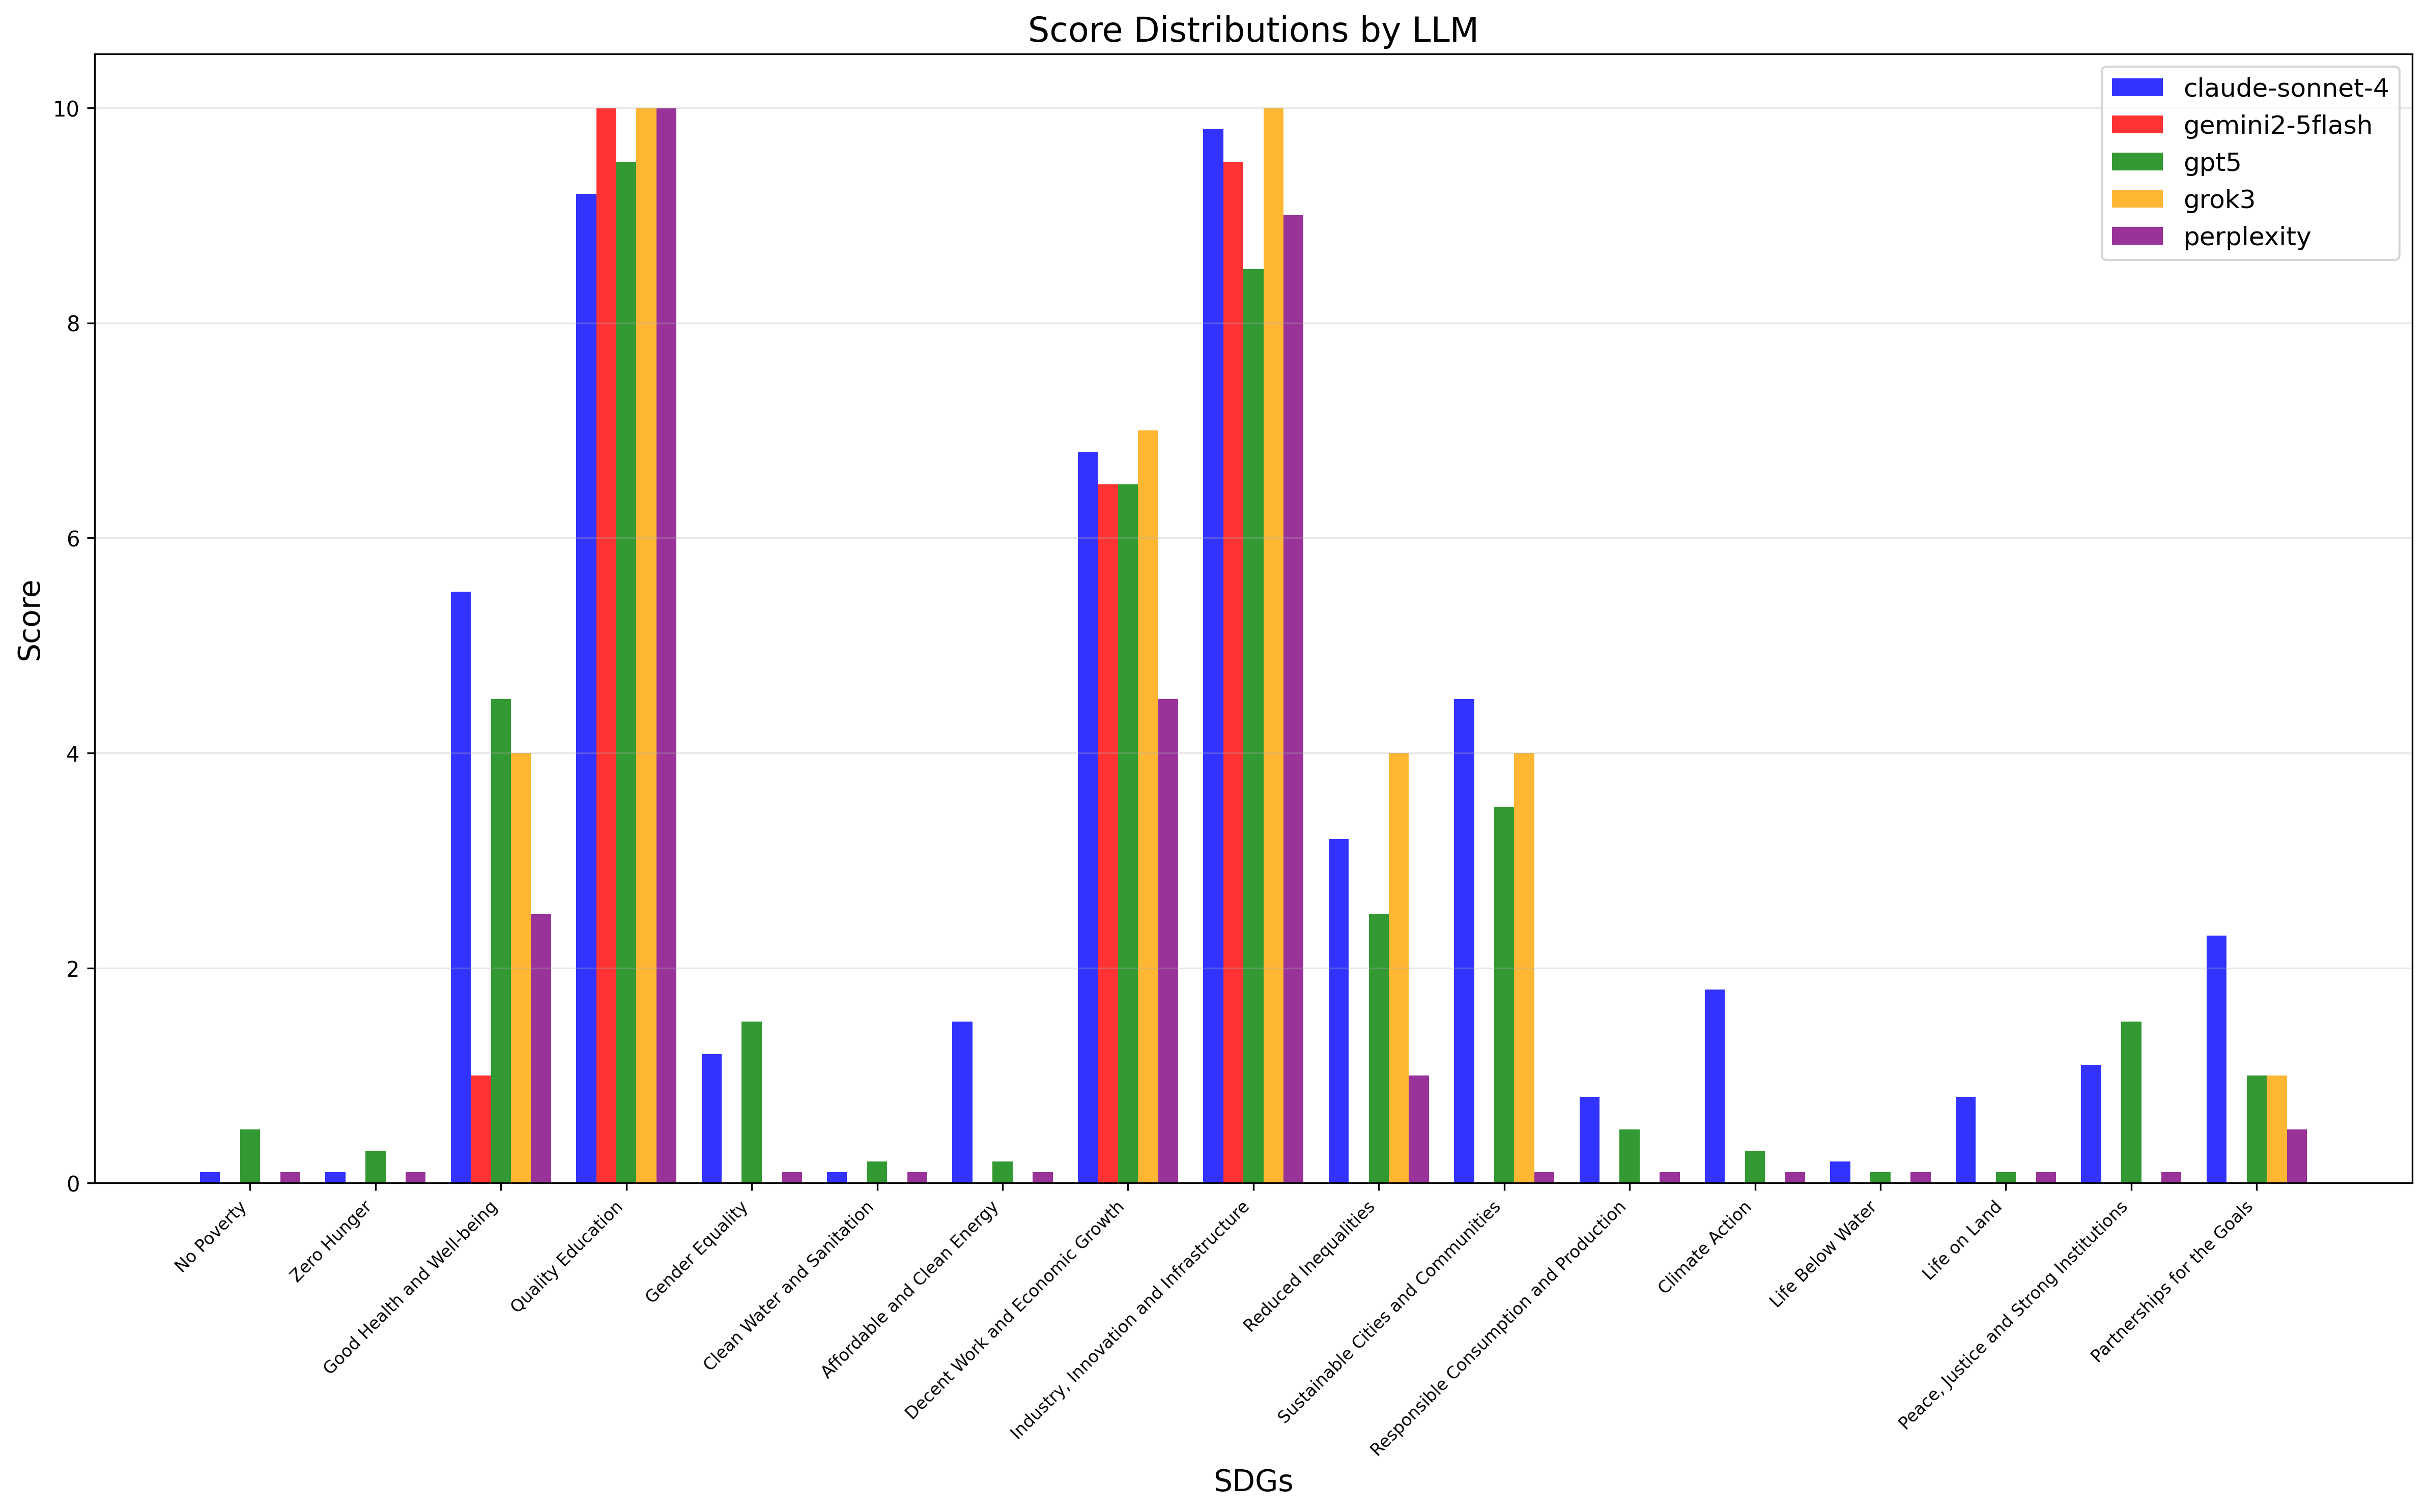 Score Distributions by LLM
claude-sonnet-4
gemini2-5flash
gpt5
grok3
perplexity
Score
10
8
6
4
2
0
No Poverty
Zero Hunger
Good Health and Well-being
Quality Education
Gender Equality
Clean Water and Sanitation
Affordable and Clean Energy
Decent Work and Economic Growth
Industry, Innovation and Infrastructure
Reduced Inequalities
Sustainable Cities and Communities
Responsible Consumption and Production
Climate Action
Life Below Water
Life on Land
Peace, Justice and Strong Institutions
Partnerships for the Goals
SDGs